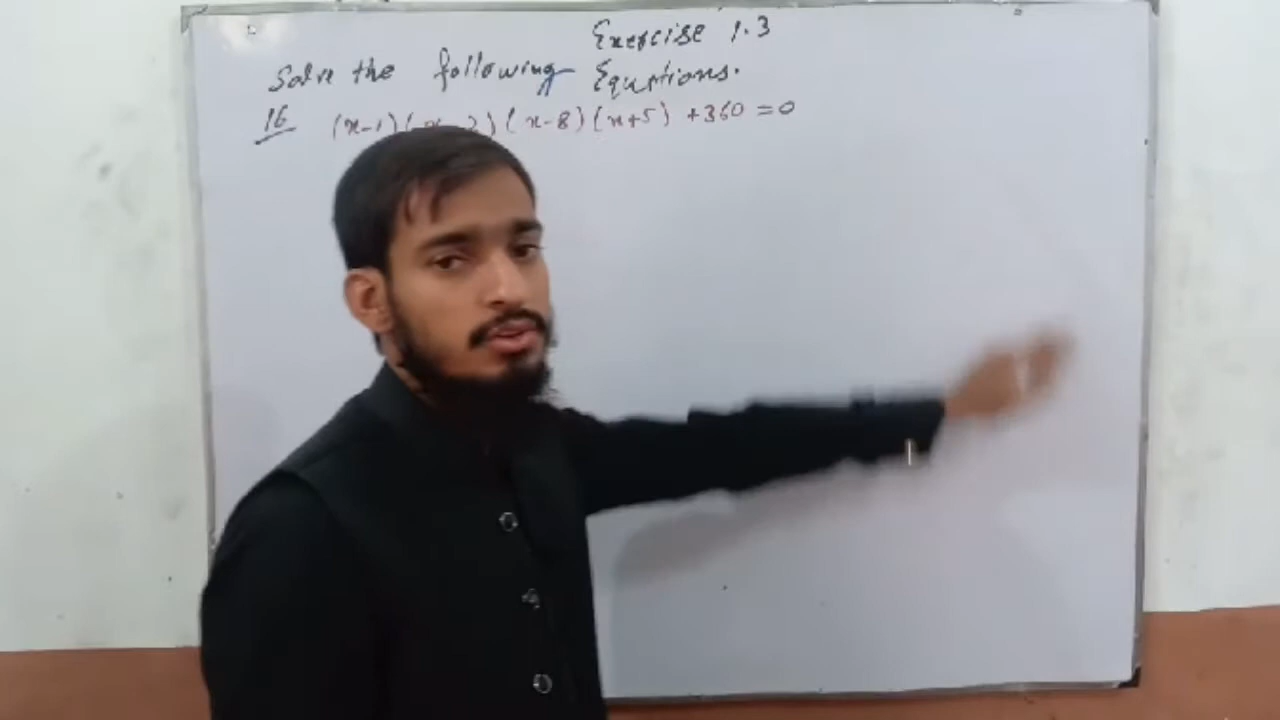 Exercise 1.3
Solve the following Equations.
16 (x-1)(x-2)(x-8)(x+5) +360 =0